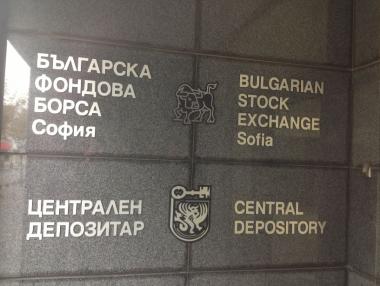 БЪЛГАРСКА
ФОНДОВА
БОРСА
София
BULGARIAN
STOCK
EXCHANGE
Sofia
ЦЕНТРАЛЕН
ДЕПОЗИТАР
CENTRAL
DEPOSITORY